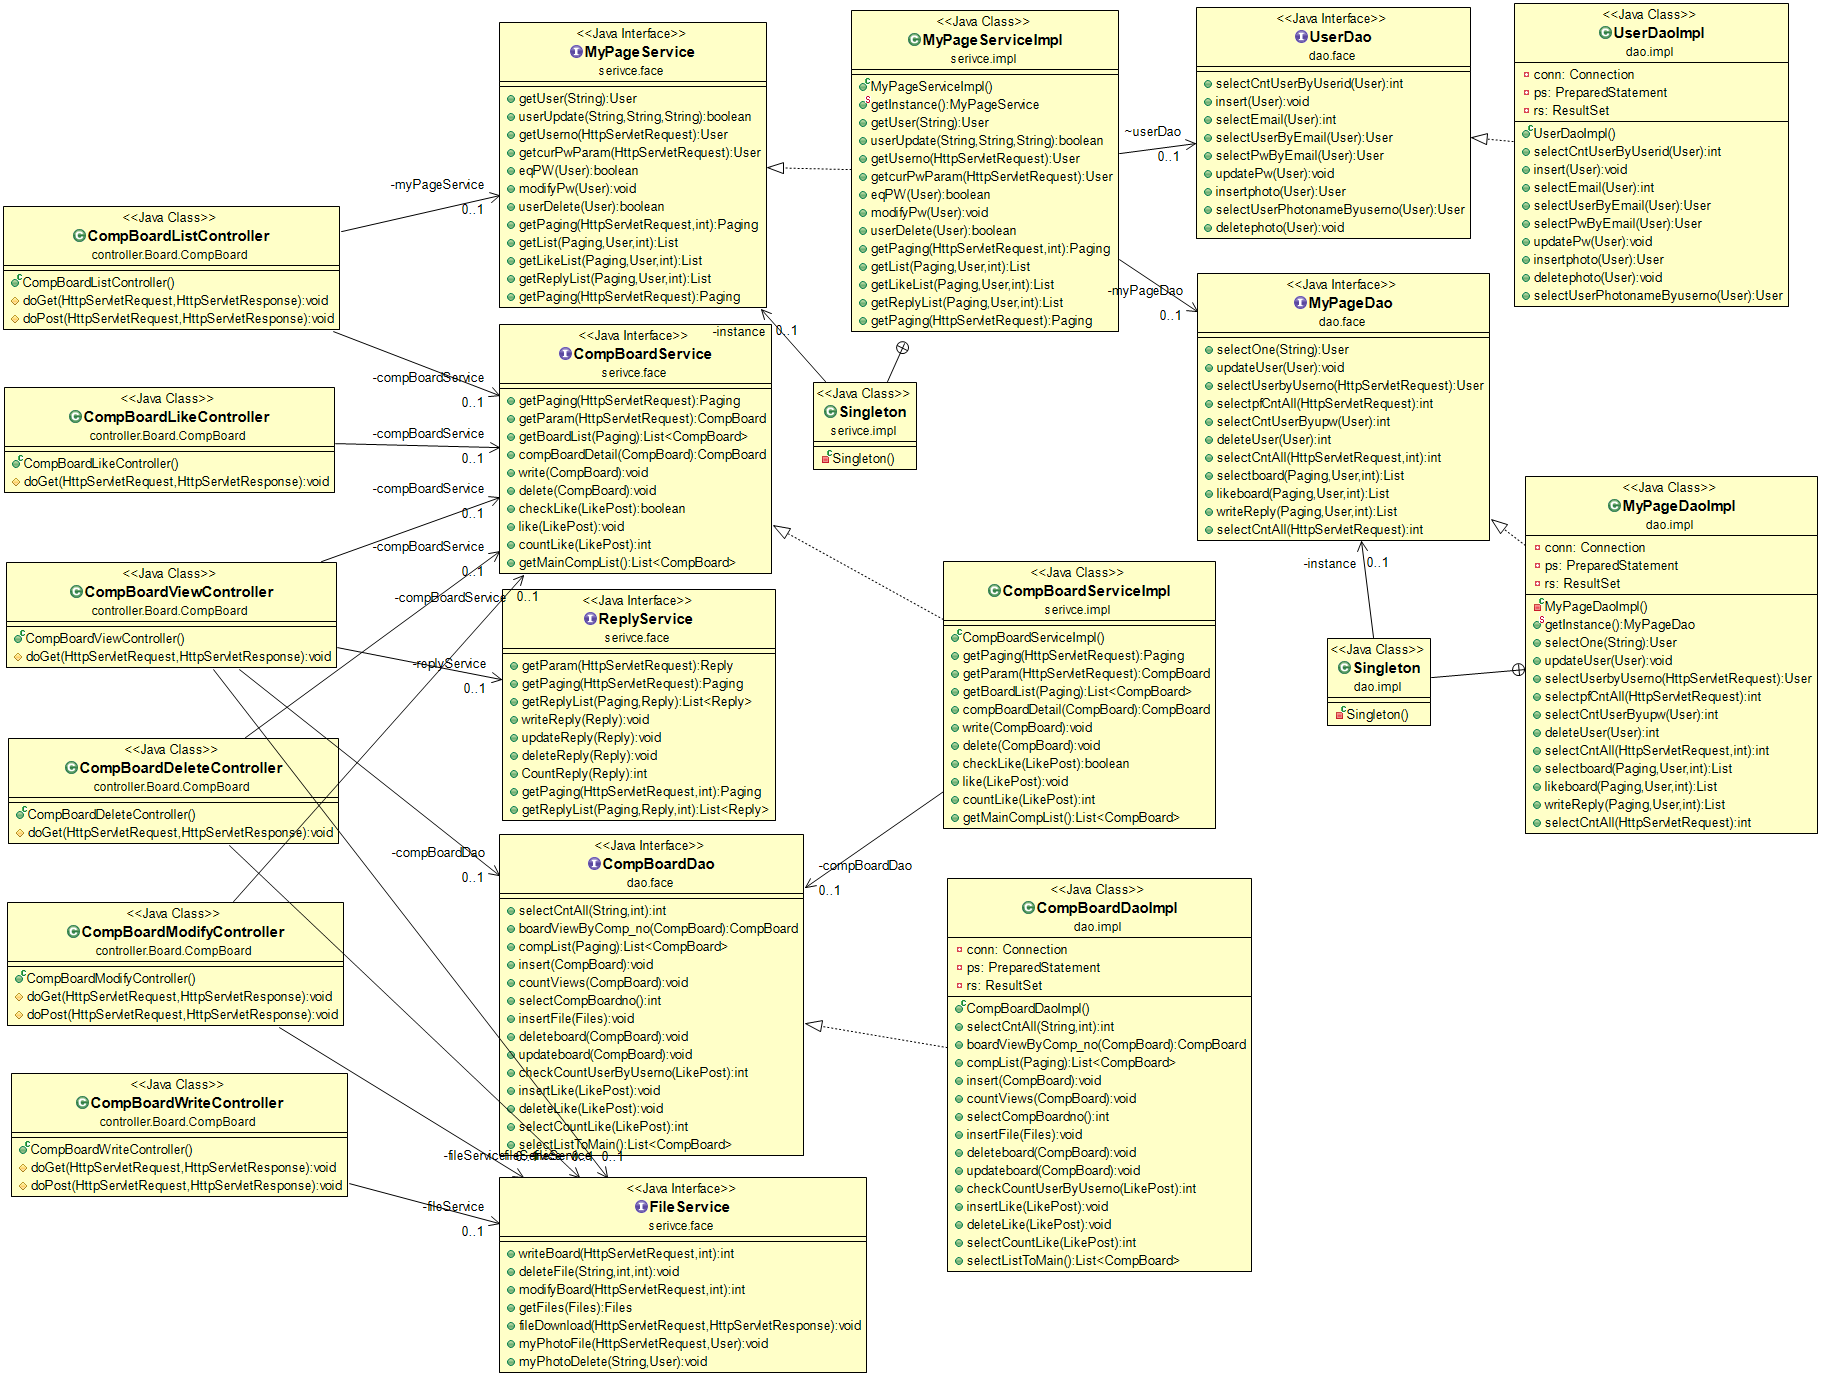 <<Java Interface>>
MyPageService
serivce.face
getUser(String):User
userUpdate(String,String,String):boolean
getUserno(HttpServletRequest):User
getcurPwParam(HttpServletRequest):User
eqPW(User):boolean
modifyPw(User):void
userDelete(User):boolean
getPaging(HttpServletRequest,int):Paging
getList(Paging,User,int):List
getLikeList(Paging,User,int):List
getReplyList(Paging,User,int):List
getPaging(HttpServletRequest):Paging
<<Java Class>>
MyPageServiceImpl
serivce.impl
MyPageServiceImpl()
getInstance():MyPageService
getUser(String):User
userUpdate(String,String,String):boolean
getUserno(HttpServletRequest):User
getcurPwParam(HttpServletRequest):User
eqPW(User):boolean
modifyPw(User):void
userDelete(User):boolean
getPaging(HttpServletRequest,int):Paging
getList(Paging,User,int):List
getLikeList(Paging,User,int):List
getReplyList(Paging,User,int):List
getPaging(HttpServletRequest):Paging
<<Java Interface>>
UserDao
dao.face
selectCntUserByUserid(User):int
insert(User):void
selectEmail(User):int
selectUserByEmail(User):User
selectPwByEmail(User):User
updatePw(User):void
insertphoto(User):User
selectUserPhotonameByuserno(User):User
deletephoto(User):void
<<Java Class>>
UserDaoImpl
dao.impl
conn: Connection
ps: PreparedStatement
rs: ResultSet
UserDaoImpl()
selectCntUserByUserid(User):int
insert(User):void
selectEmail(User):int
selectUserByEmail(User):User
selectPwByEmail(User):User
updatePw(User):void
insertphoto(User):User
deletephoto(User):void
selectUserPhotonameByuserno(User):User
~userDao
0..1
-myPageDao
0..1
-myPageService
0..1
-instance
0..1
<<Java Class>>
CompBoardListController
controller.Board.CompBoard
CompBoardListController()
doGet(HttpServletRequest,HttpServletResponse):void
doPost(HttpServletRequest,HttpServletResponse):void
<<Java Interface>>
MyPageDao
dao.face
selectOne(String):User
updateUser(User):void
selectUserbyUserno(HttpServletRequest):User
selectpfCntAll(HttpServletRequest):int
selectCntUserByupw(User):int
deleteUser(User):int
selectCntAll(HttpServletRequest,int):int
selectboard(Paging,User,int):List
likeboard(Paging,User,int):List
writeReply(Paging,User,int):List
selectCntAll(HttpServletRequest):int
<<Java Interface>>
CompBoardService
serivce.face
getPaging(HttpServletRequest):Paging
getParam(HttpServletRequest):CompBoard
getBoardList(Paging):List<CompBoard>
compBoardDetail(CompBoard):CompBoard
write(CompBoard):void
delete(CompBoard):void
checkLike(LikePost):boolean
like(LikePost):void
countLike(LikePost):int
getMainCompList():List<CompBoard>
<<Java Class>>
Singleton
serivce.impl
Singleton()
-compBoardService
0..1
<<Java Class>>
CompBoardLikeController
controller.Board.CompBoard
CompBoardLikeController()
doGet(HttpServletRequest,HttpServletResponse):void
-compBoardService
0..1
-compBoardService
0..1
-compBoardService
0..1
-compBoardService
0..1
<<Java Class>>
MyPageDaoImpl
dao.impl
conn: Connection
ps: PreparedStatement
rs: ResultSet
MyPageDaoImpl()
getInstance():MyPageDao
selectOne(String):User
updateUser(User):void
selectUserbyUserno(HttpServletRequest):User
selectpfCntAll(HttpServletRequest):int
selectCntUserByupw(User):int
deleteUser(User):int
selectCntAll(HttpServletRequest,int):int
selectboard(Paging,User,int):List
likeboard(Paging,User,int):List
writeReply(Paging,User,int):List
selectCntAll(HttpServletRequest):int
-instance
0..1
<<Java Class>>
Singleton
dao.impl
Singleton()
<<Java Class>>
CompBoardViewController
controller.Board.CompBoard
CompBoardViewController()
doGet(HttpServletRequest,HttpServletResponse):void
<<Java Interface>>
ReplyService
serivce.face
getParam(HttpServletRequest):Reply
getPaging(HttpServletRequest):Paging
getReplyList(Paging,Reply):List<Reply>
writeReply(Reply):void
updateReply(Reply):void
deleteReply(Reply):void
CountReply(Reply):int
getPaging(HttpServletRequest,int):Paging
getReplyList(Paging,Reply,int):List<Reply>
-replyService
0..1
<<Java Class>>
CompBoardServiceImpl
serivce.impl
CompBoardServiceImpl()
getPaging(HttpServletRequest):Paging
getParam(HttpServletRequest):CompBoard
getBoardList(Paging):List<CompBoard>
compBoardDetail(CompBoard):CompBoard
write(CompBoard):void
delete(CompBoard):void
checkLike(LikePost):boolean
like(LikePost):void
countLike(LikePost):int
getMainCompList():List<CompBoard>
<<Java Class>>
CompBoardDeleteController
controller.Board.CompBoard
CompBoardDeleteController()
doGet(HttpServletRequest,HttpServletResponse):void
-compBoardDao
0..1
-compBoardDao
0..1
<<Java Interface>>
CompBoardDao
dao.face
selectCntAll(String,int):int
boardViewByComp_no(CompBoard):CompBoard
compList(Paging):List<CompBoard>
insert(CompBoard):void
countViews(CompBoard):void
selectCompBoardno():int
insertFile(Files):void
deleteboard(CompBoard):void
updateboard(CompBoard):void
checkCountUserByUserno(LikePost):int
insertLike(LikePost):void
deleteLike(LikePost):void
selectCountLike(LikePost):int
selectListToMain():List<CompBoard>
<<Java Class>>
CompBoardDaoImpl
dao.impl
conn: Connection
ps: PreparedStatement
rs: ResultSet
CompBoardDaoImpl()
selectCntAll(String,int):int
boardViewByComp_no(CompBoard):CompBoard
compList(Paging):List<CompBoard>
insert(CompBoard):void
countViews(CompBoard):void
selectCompBoardno():int
insertFile(Files):void
deleteboard(CompBoard):void
updateboard(CompBoard):void
checkCountUserByUserno(LikePost):int
insertLike(LikePost):void
deleteLike(LikePost):void
selectCountLike(LikePost):int
selectListToMain():List<CompBoard>
<<Java Class>>
CompBoardModifyController
controller.Board.CompBoard
CompBoardModifyController()
doGet(HttpServletRequest,HttpServletResponse):void
doPost(HttpServletRequest,HttpServletResponse):void
<<Java Class>>
CompBoardWriteController
controller.Board.CompBoard
CompBoardWriteController()
doGet(HttpServletRequest,HttpServletResponse):void
doPost(HttpServletRequest,HttpServletResponse):void
-fileService
0..1
-fileService
0..1
<<Java Interface>>
FileService
serivce.face
writeBoard(HttpServletRequest,int):int
deleteFile(String,int,int):void
modifyBoard(HttpServletRequest,int):int
getFiles(Files):Files
fileDownload(HttpServletRequest,HttpServletResponse):void
myPhotoFile(HttpServletRequest,User):void
myPhotoDelete(String,User):void